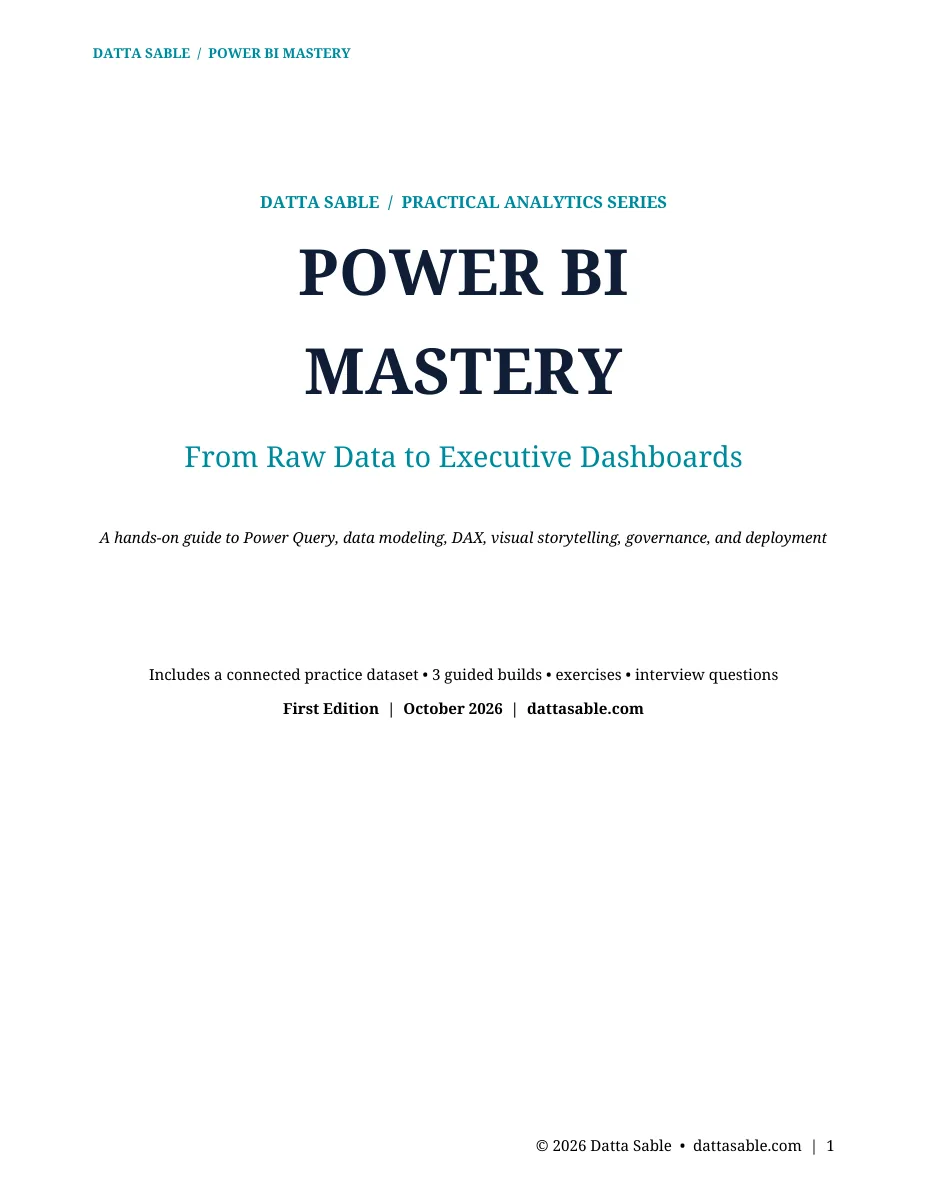 DATTA SABLE / POWER BI MASTERY
DATTA SABLE / PRACTICAL ANALYTICS SERIES
POWER BI
MASTERY
From Raw Data to Executive Dashboards
A hands-on guide to Power Query, data modeling, DAX, visual storytelling, governance, and deployment
Includes a connected practice dataset • 3 guided builds • exercises • interview questions
First Edition | October 2026 | dattasable.com
© 2026 Datta Sable • dattasable.com | 1